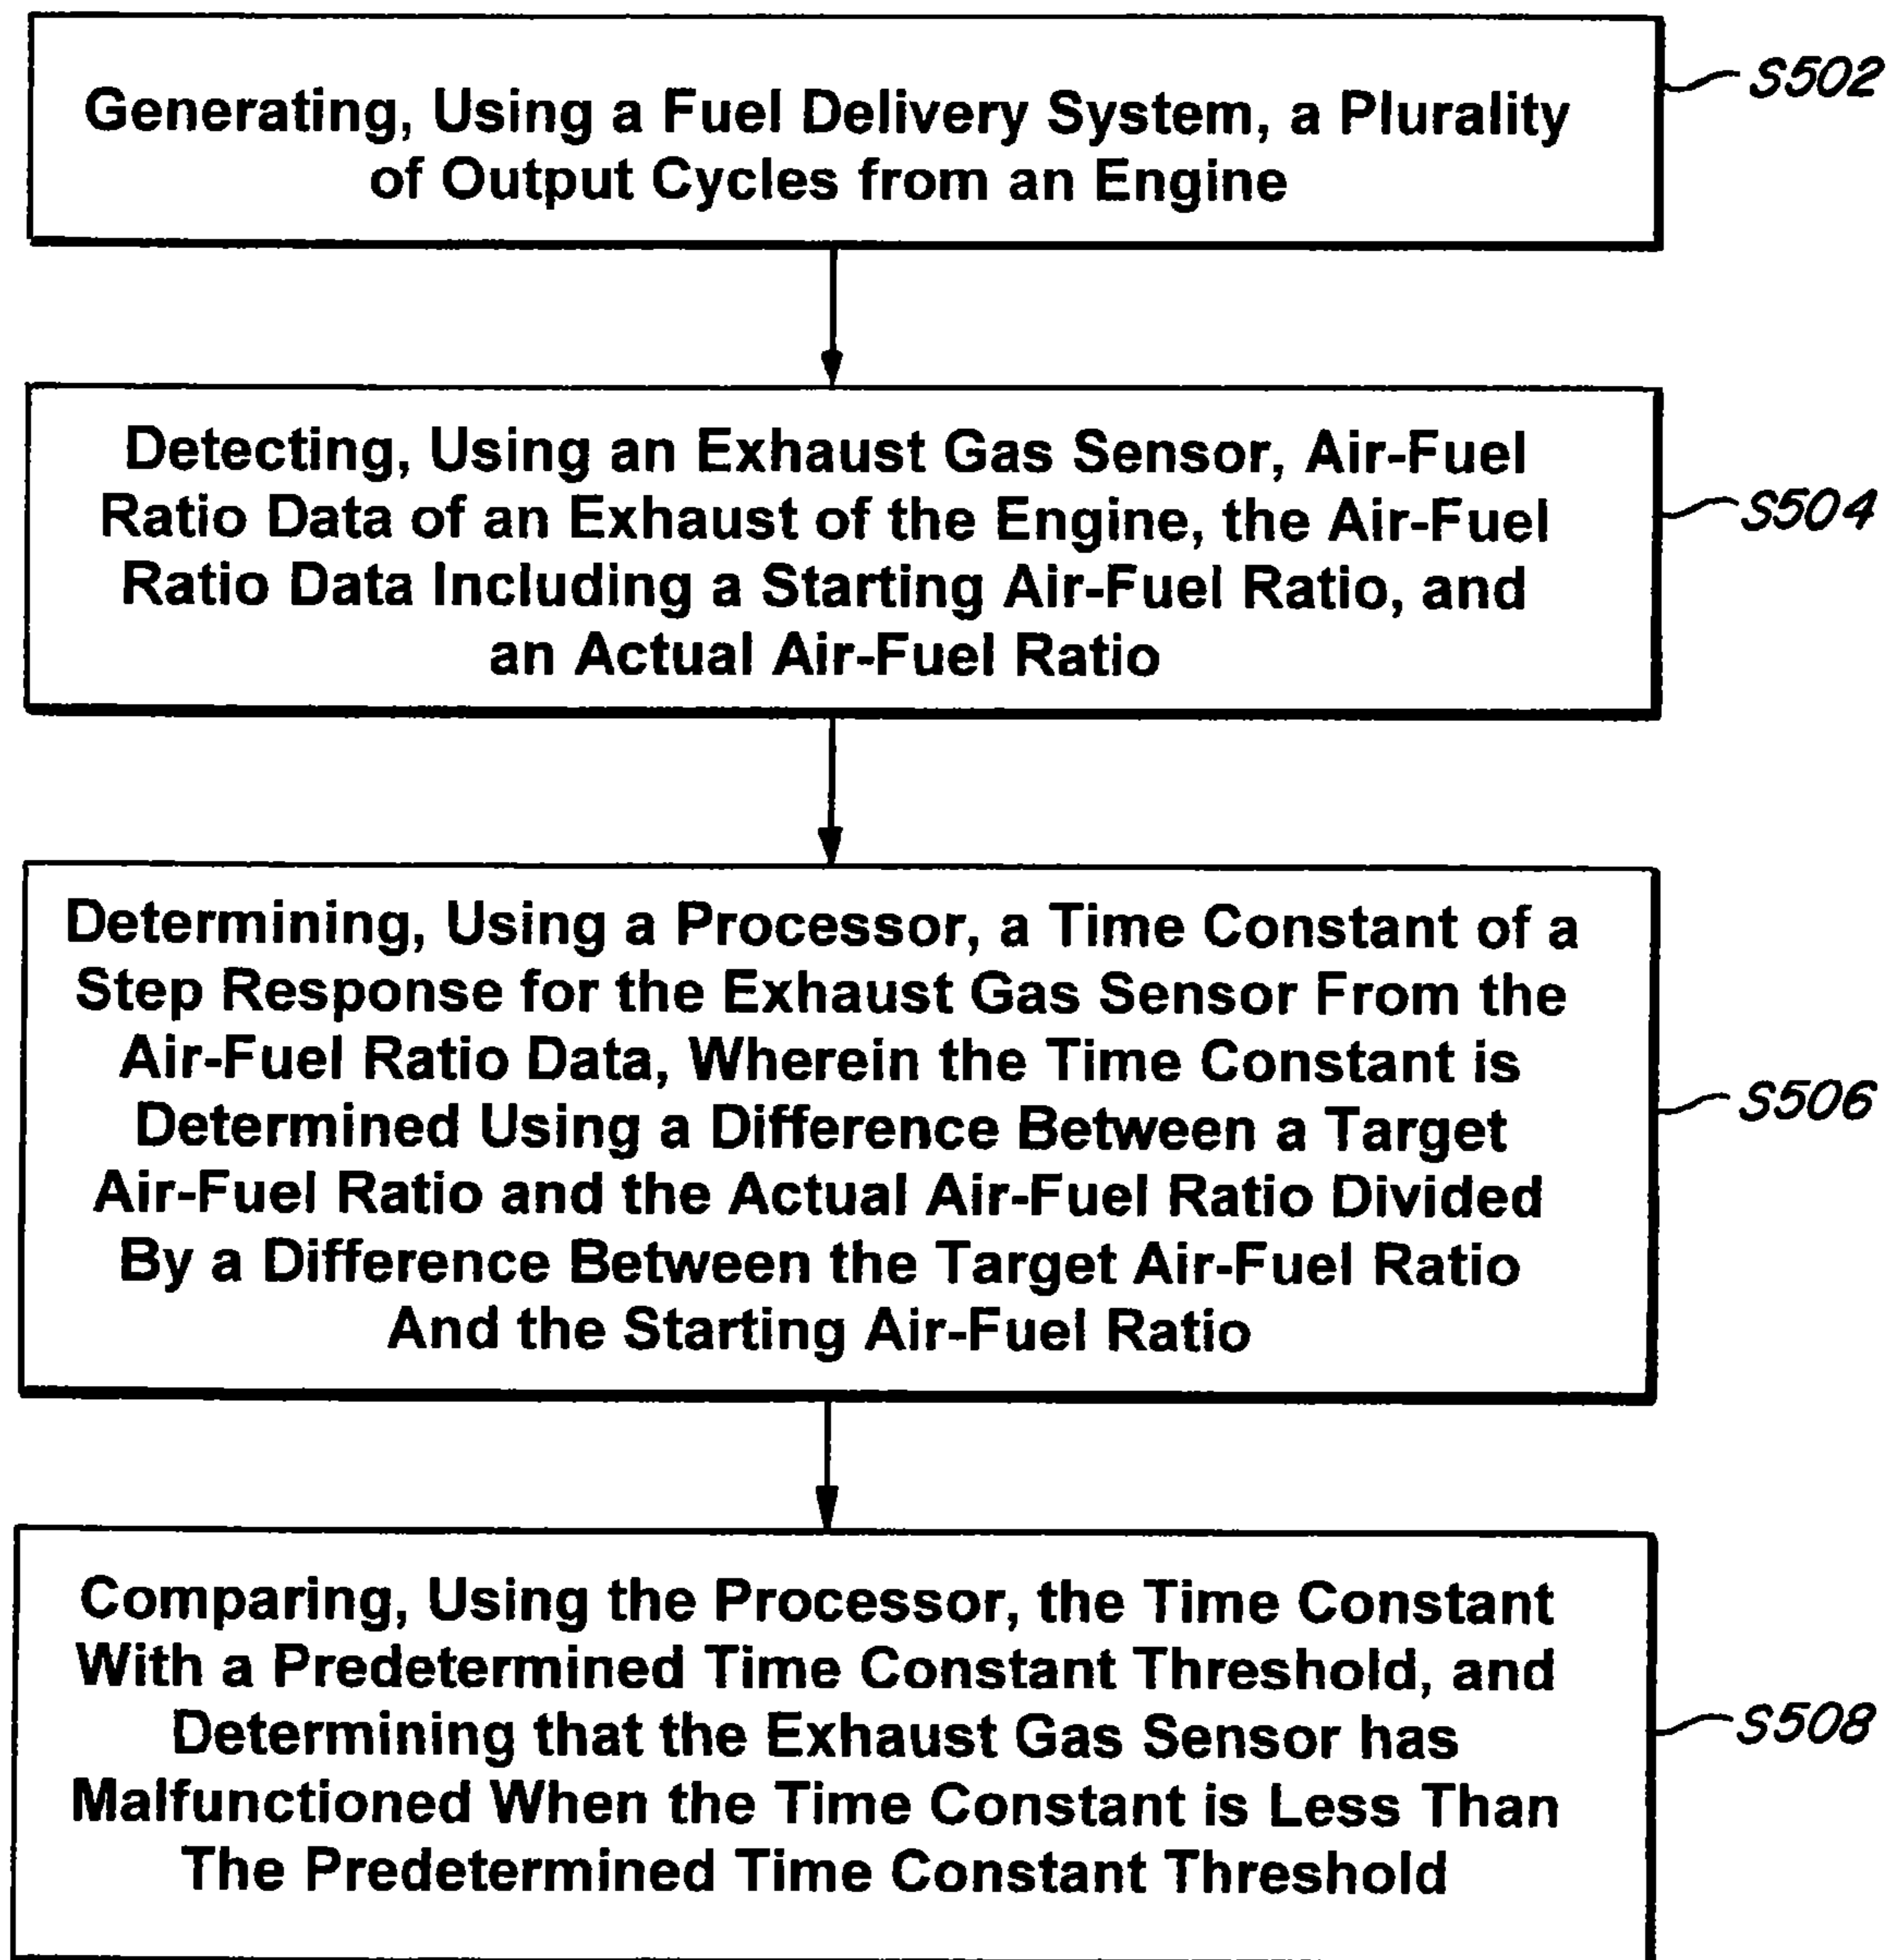 Generating, Using a Fuel Delivery System, a Plurality
of Output Cycles from an Engine
S502
Detecting, Using an Exhaust Gas Sensor, Air-Fuel
Ratio Data of an Exhaust of the Engine, the Air-Fuel
Ratio Data Including a Starting Air-Fuel Ratio, and
an Actual Air-Fuel Ratio
S504
Determining, Using a Processor, a Time Constant of a
Step Response for the Exhaust Gas Sensor From the
Air-Fuel Ratio Data, Wherein the Time Constant is
Determined Using a Difference Between a Target
Air-Fuel Ratio and the Actual Air-Fuel Ratio Divided
By a Difference Between the Target Air-Fuel Ratio
And the Starting Air-Fuel Ratio
S506
Comparing, Using the Processor, the Time Constant
With a Predetermined Time Constant Threshold, and
Determining that the Exhaust Gas Sensor has
Malfunctioned When the Time Constant is Less Than
The Predetermined Time Constant Threshold
S508